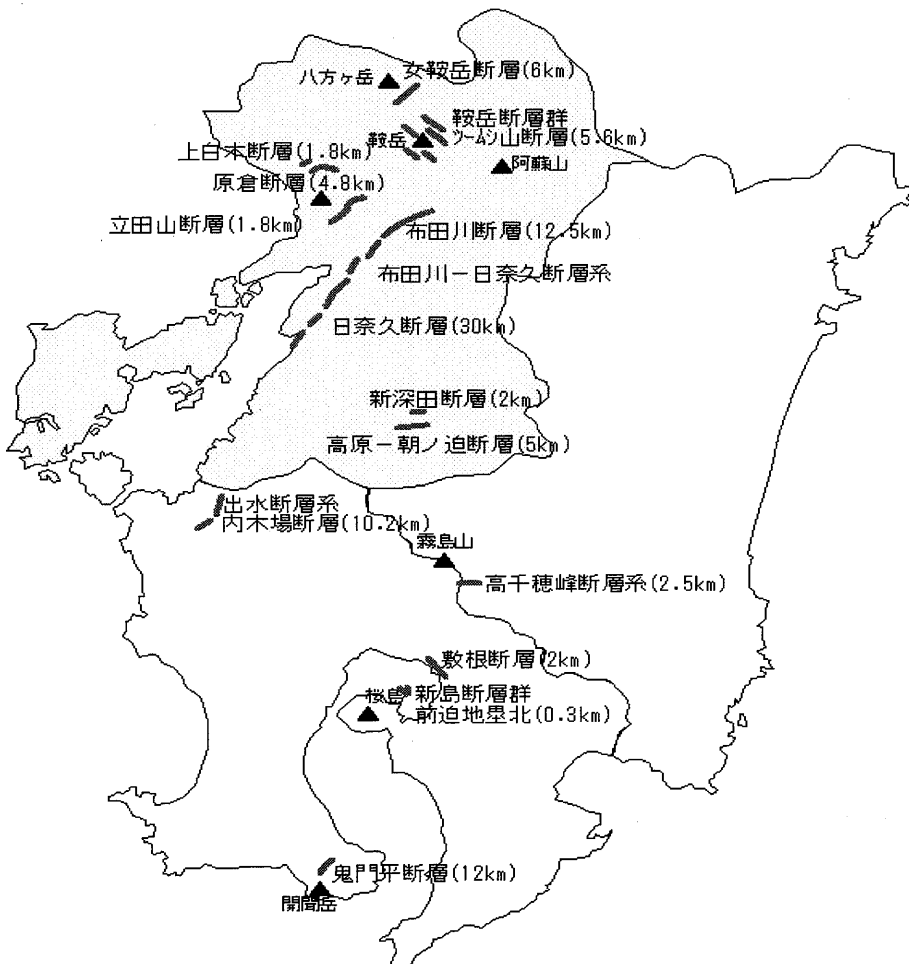 八方ヶ岳
女鞍岳断層(6km)
鞍岳断層群
鞍岳
ツームシ山断層(5.6km)
上白木断層(1.8km)
阿蘇山
原倉断層(4.8km)
立田山断層(1.8km)
布田川断層(12.5km)
布田川－日奈久断層系
日奈久断層(30km)
新深田断層(2km)
高原－朝ノ迫断層(5km)
出水断層系
内木場断層(10.2km)
霧島山
高千穂峰断層系(2.5km)
敷根断層(2km)
桜島
新島断層群
前迫地塁北(0.3km)
鬼門平断層(12km)
開聞岳